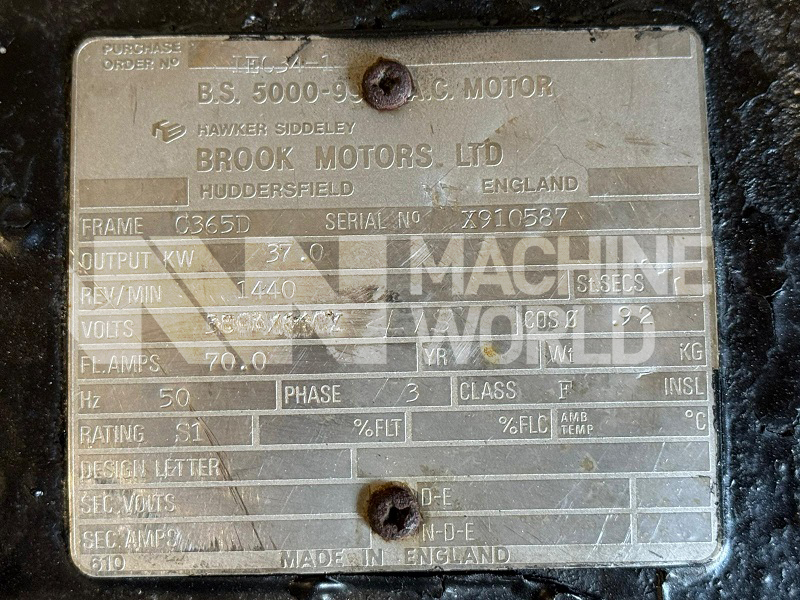 PURCHASE
ORDER Nº IEC34-1
B.S. 5000-99 A.C. MOTOR
HAWKER SIDDELEY
BROOK MOTORS. LTD
HUDDERSFIELD ENGLAND
FRAME C365D SERIAL Nº X910587
OUTPUT KW 37.0
REV/MIN 1440 St.SECS
VOLTS COS Ø .92
FL.AMPS 70.0 YR Wt KG
Hz 50 PHASE 3 CLASS F INSL
RATING S1 %FLT %FLC AMB TEMP °C
DESIGN LETTER
SEC.VOLTS D-E
SEC.AMPS N-D-E
610 MADE IN ENGLAND
MACHINE
WORLD